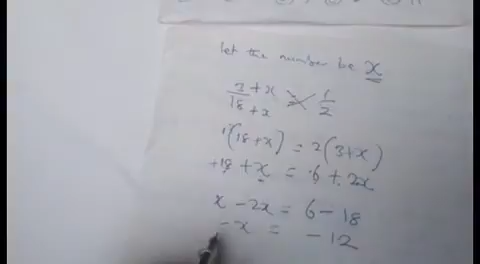 let the number be x
3 + x / 18 + x = 1 / 2
1(18 + x) = 2(3 + x)
+18 + x = 6 + 2x
x - 2x = 6 - 18
- x = - 12